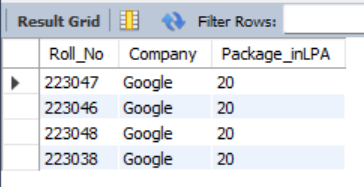 Result Grid Filter Rows:
Roll_No Company Package_inLPA
223047 Google 20
223046 Google 20
223048 Google 20
223038 Google 20